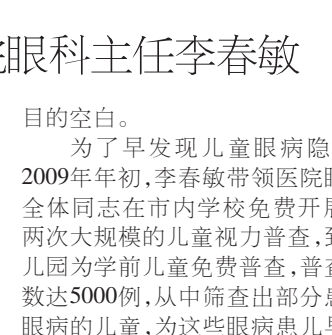 眼科主任李春敏
目的空白。
为了早发现儿童眼病隐
2009年年初,李春敏带领医院
全体同志在市内学校免费开
两次大规模的儿童视力普查,
儿园为学前儿童免费普查,普
数达5000例,从中筛查出部分
眼病的儿童,为这些眼病患儿